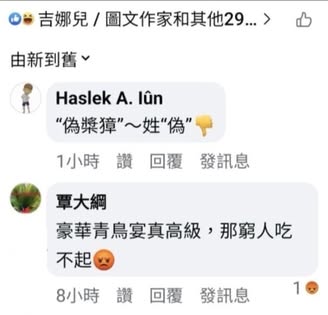 吉娜兒 / 圖文作家和其他29...
由新到舊
Haslek A. Iûn
“偽槳獐”～姓“偽”👎
1小時 讚 回覆 發訊息
覃大綱
豪華青鳥宴真高級，那窮人吃
不起😡
8小時 讚 回覆 發訊息 1